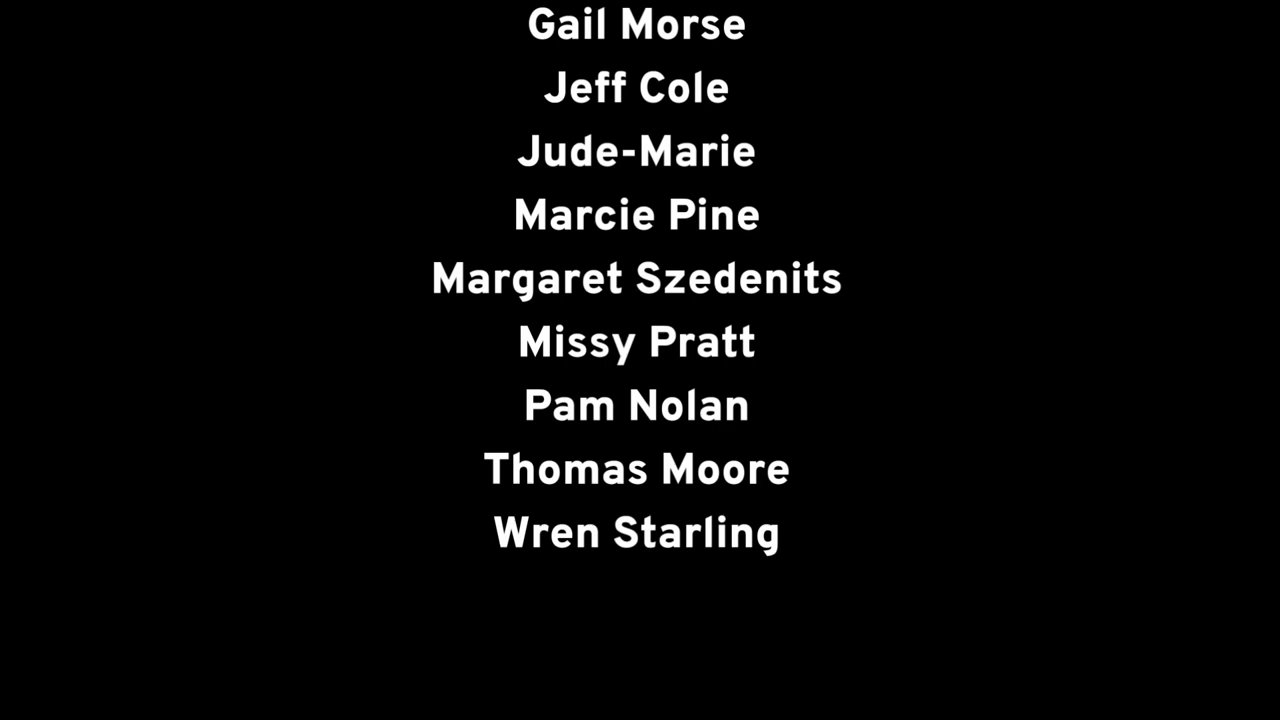 Gail Morse
Jeff Cole
Jude-Marie
Marcie Pine
Margaret Szedenits
Missy Pratt
Pam Nolan
Thomas Moore
Wren Starling